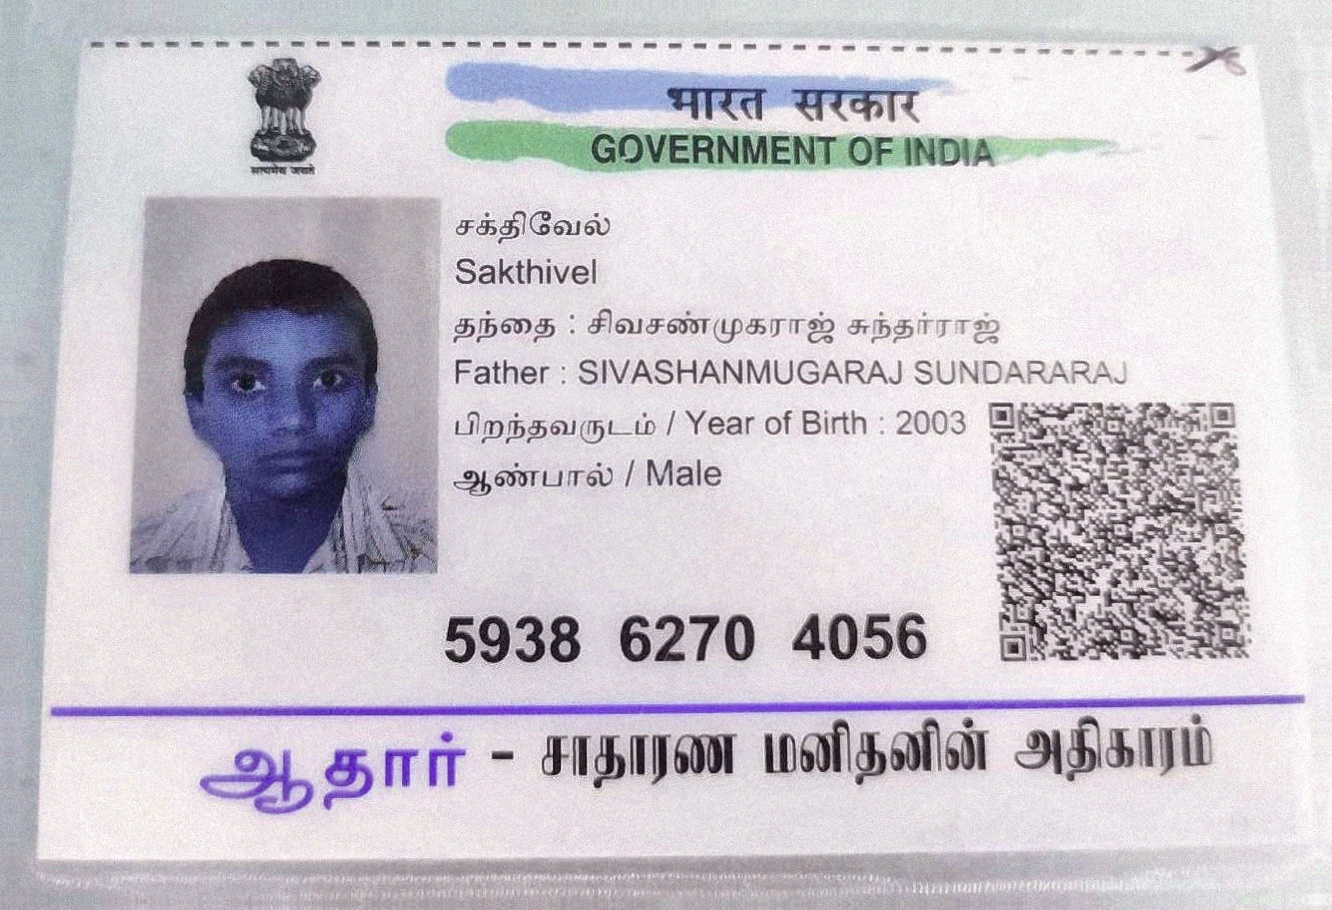 भारत सरकार
GOVERNMENT OF INDIA
सत्यमेव जयते
சக்திவேல்
Sakthivel
தந்தை : சிவசண்முகராஜ் சுந்தர்ராஜ்
Father : SIVASHANMUGARAJ SUNDARARAJ
பிறந்தவருடம் / Year of Birth : 2003
ஆண்பால் / Male
5938 6270 4056
ஆதார் - சாதாரண மனிதனின் அதிகாரம்